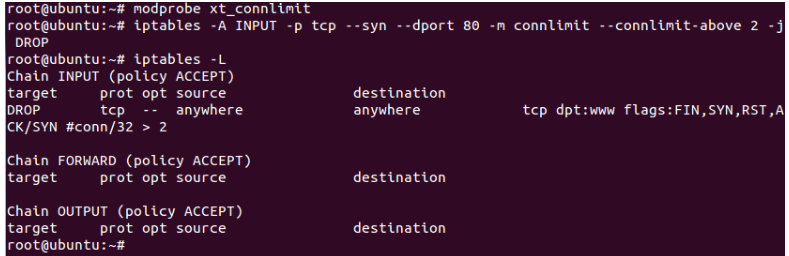 root@ubuntu:~# modprobe xt_connlimit
root@ubuntu:~# iptables -A INPUT -p tcp --syn --dport 80 -m connlimit --connlimit-above 2 -j
 DROP
root@ubuntu:~# iptables -L
Chain INPUT (policy ACCEPT)
target     prot opt source               destination
DROP       tcp  --  anywhere             anywhere             tcp dpt:www flags:FIN,SYN,RST,A
CK/SYN #conn/32 > 2

Chain FORWARD (policy ACCEPT)
target     prot opt source               destination

Chain OUTPUT (policy ACCEPT)
target     prot opt source               destination
root@ubuntu:~#